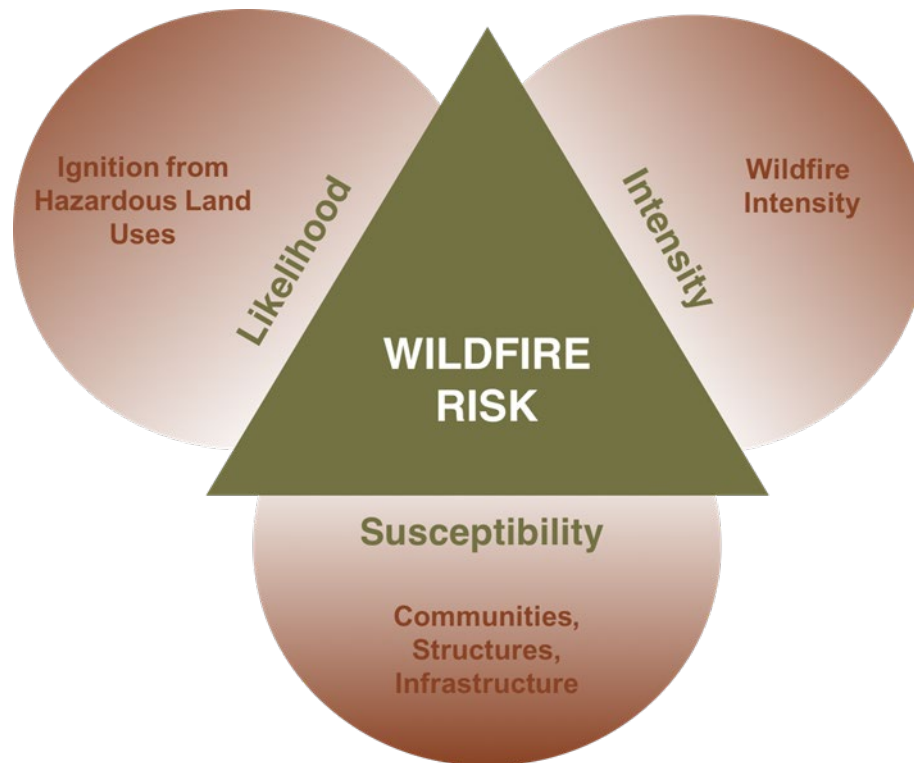 Ignition from
Hazardous Land
Uses
Likelihood
Intensity
Wildfire
Intensity
WILDFIRE
RISK
Susceptibility
Communities,
Structures,
Infrastructure